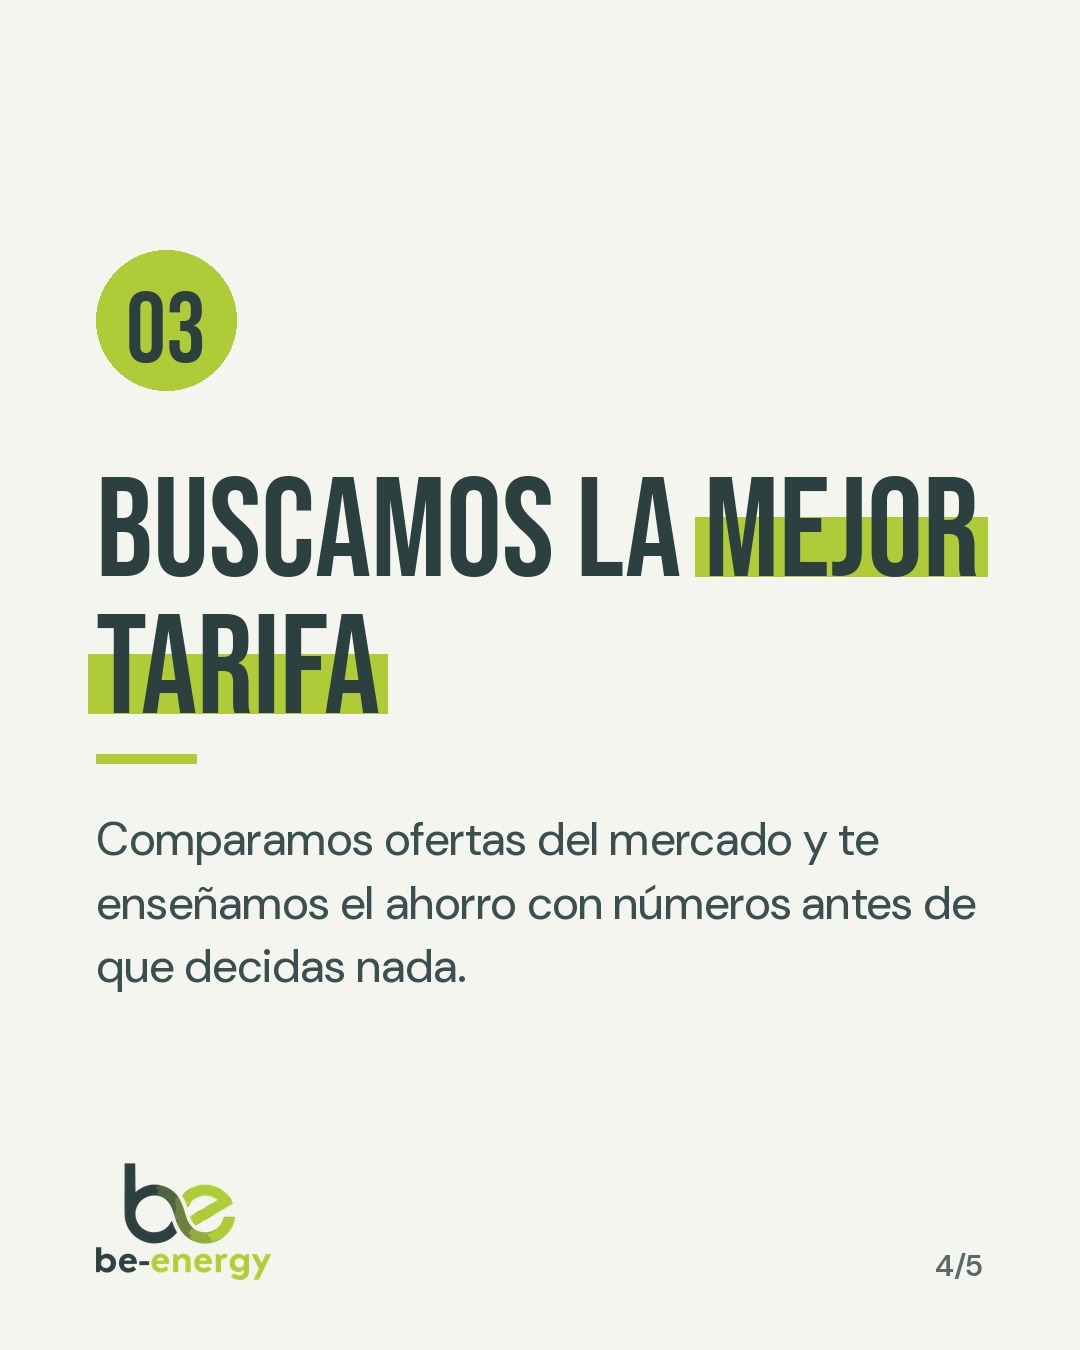 03
BUSCAMOS LA MEJOR
TARIFA
Comparamos ofertas del mercado y te
enseñamos el ahorro con números antes de
que decidas nada.
be
be-energy
4/5